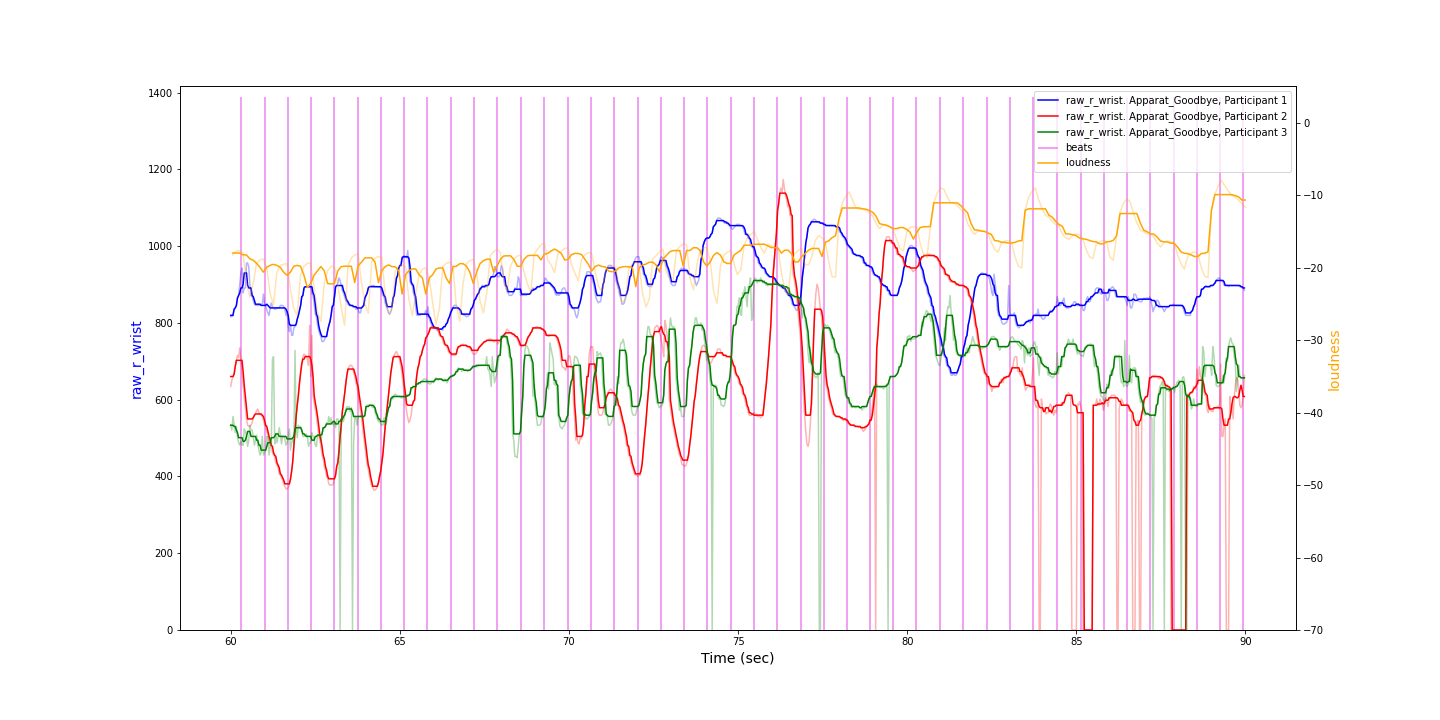 1400
1200
1000
800
600
400
200
0
raw_r_wrist
raw_r_wrist. Apparat_Goodbye, Participant 1
raw_r_wrist. Apparat_Goodbye, Participant 2
raw_r_wrist. Apparat_Goodbye, Participant 3
beats
loudness
0
−10
−20
−30
−40
−50
−60
−70
loudness
60
65
70
75
80
85
90
Time (sec)